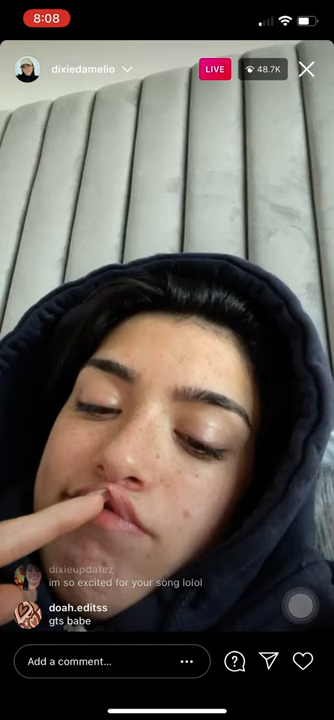 8:08
dixiedamelio
LIVE
48.7K
dixieupdatez
im so excited for your song lolol
doah.editss
gts babe
Add a comment...